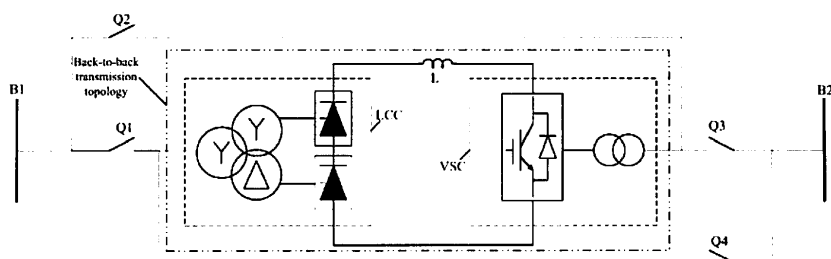 Q2
Back-to-back
transmission
topology
B1
Q1
L
LCC
VSC
Q3
B2
Q4